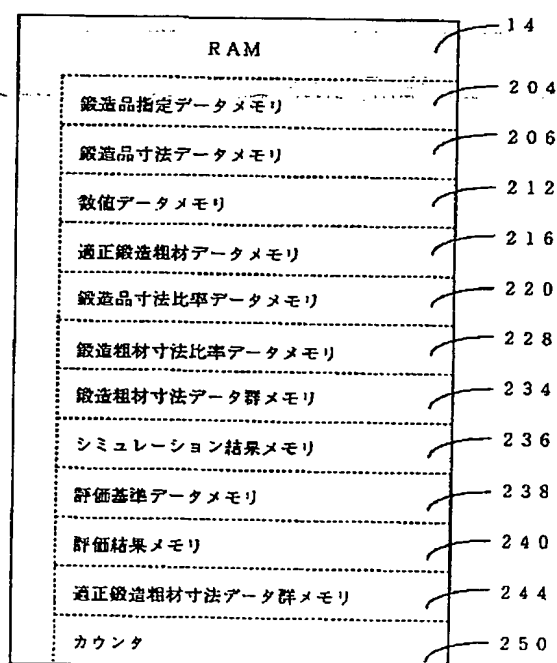 RAM 14
鍛造品指定データメモリ 204
鍛造品寸法データメモリ 206
数値データメモリ 212
適正鍛造粗材データメモリ 216
鍛造品寸法比率データメモリ 220
鍛造粗材寸法比率データメモリ 228
鍛造粗材寸法データ群メモリ 234
シミュレーション結果メモリ 236
評価基準データメモリ 238
評価結果メモリ 240
適正鍛造粗材寸法データ群メモリ 244
カウンタ 250